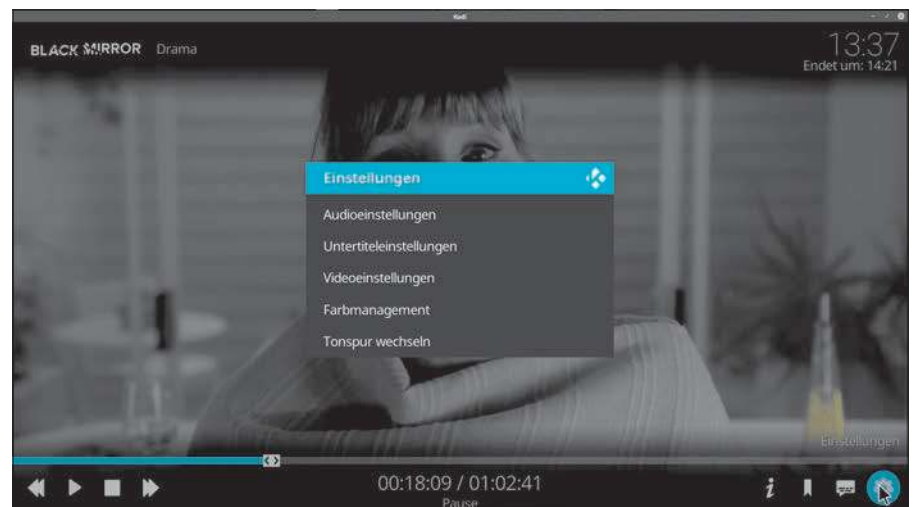 Kodi
BLACK MIRROR Drama
13:37
Endet um: 14:21
Einstellungen
Audioeinstellungen
Untertiteleinstellungen
Videoeinstellungen
Farbmanagement
Tonspur wechseln
Einstellungen
00:18:09 / 01:02:41
Pause